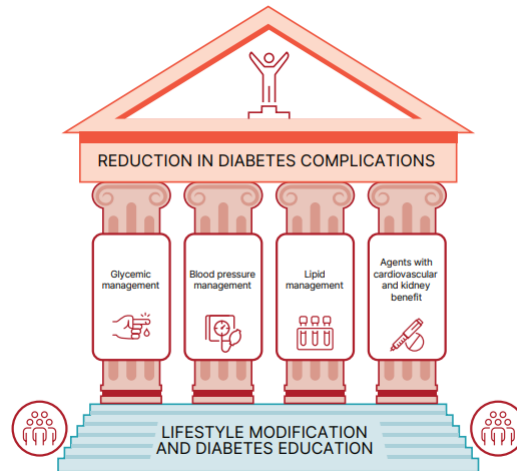 REDUCTION IN DIABETES COMPLICATIONS
Glycemic
management
Blood pressure
management
Lipid
management
Agents with
cardiovascular
and kidney
benefit
LIFESTYLE MODIFICATION
AND DIABETES EDUCATION